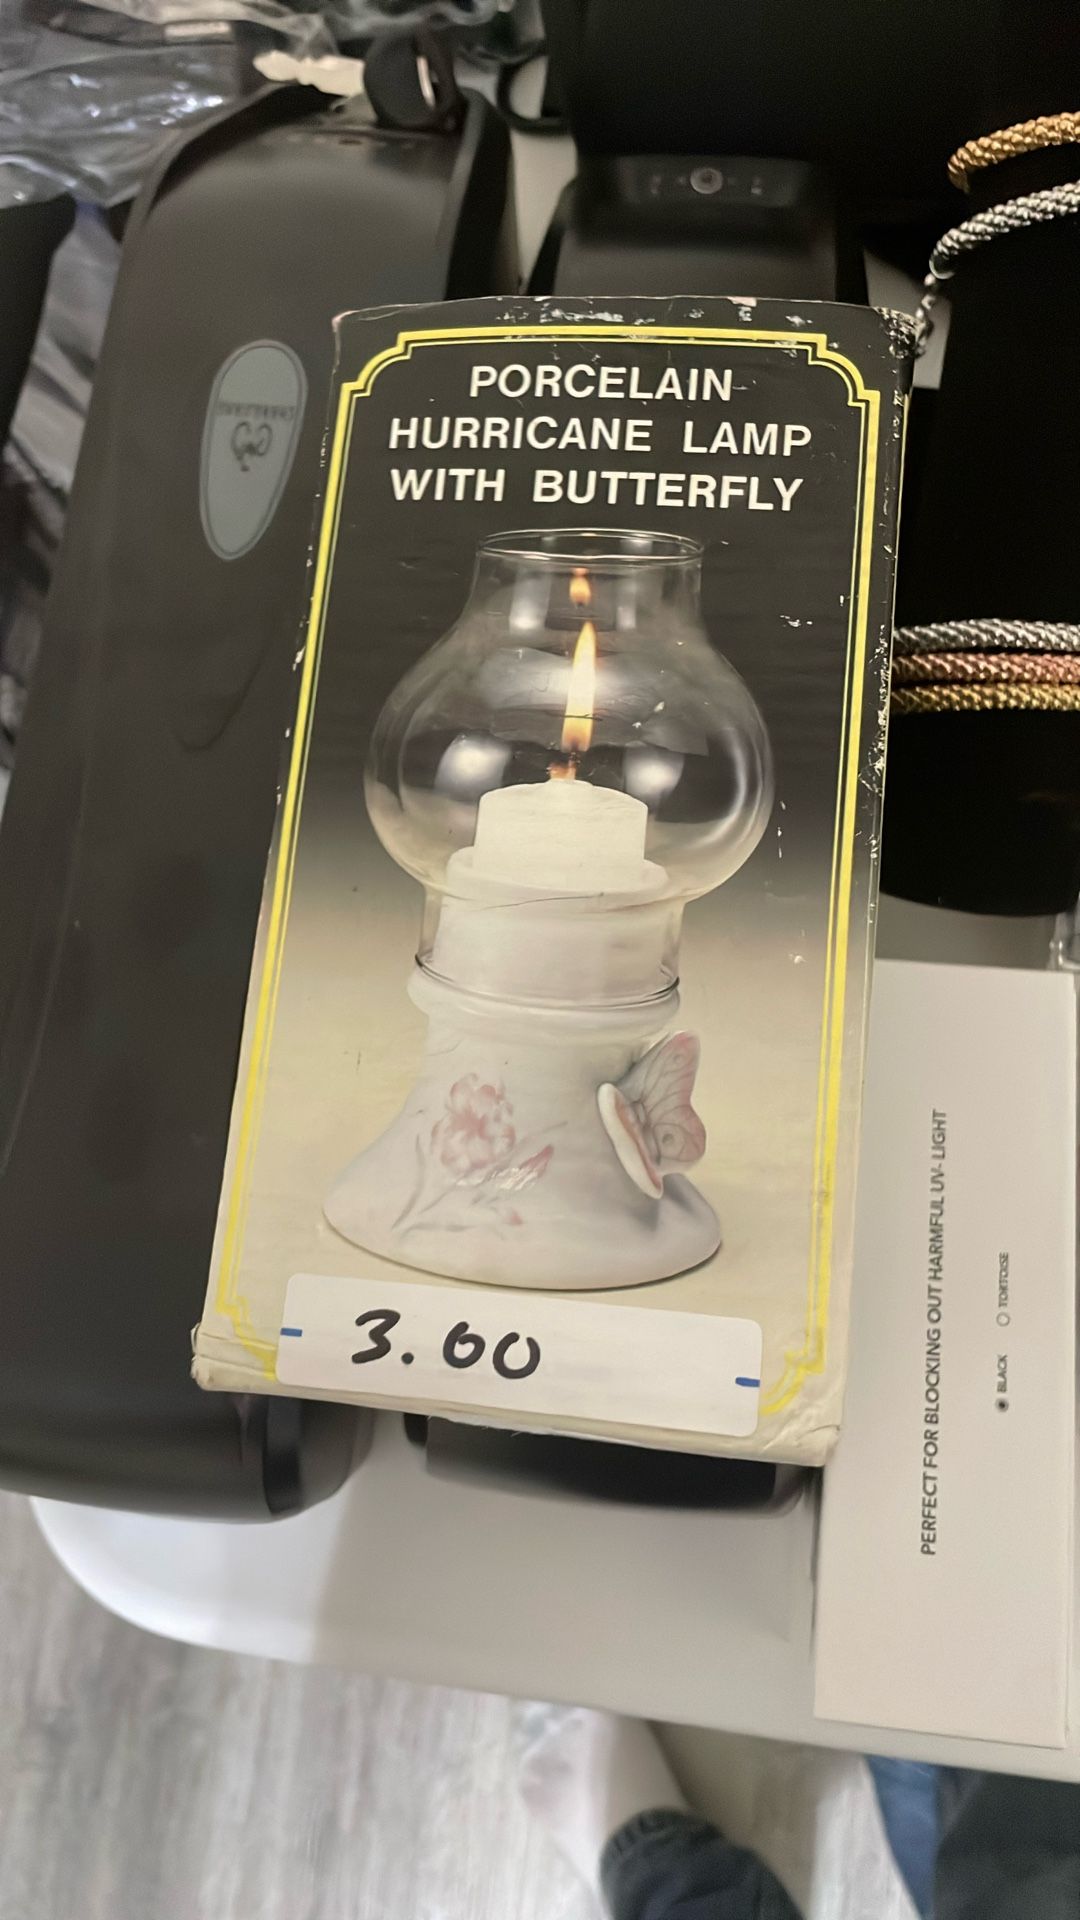 PORCELAIN
HURRICANE LAMP
WITH BUTTERFLY
3.00
PERFECT FOR BLOCKING OUT HARMFUL UV-LIGHT
BLACK
TORTOISE